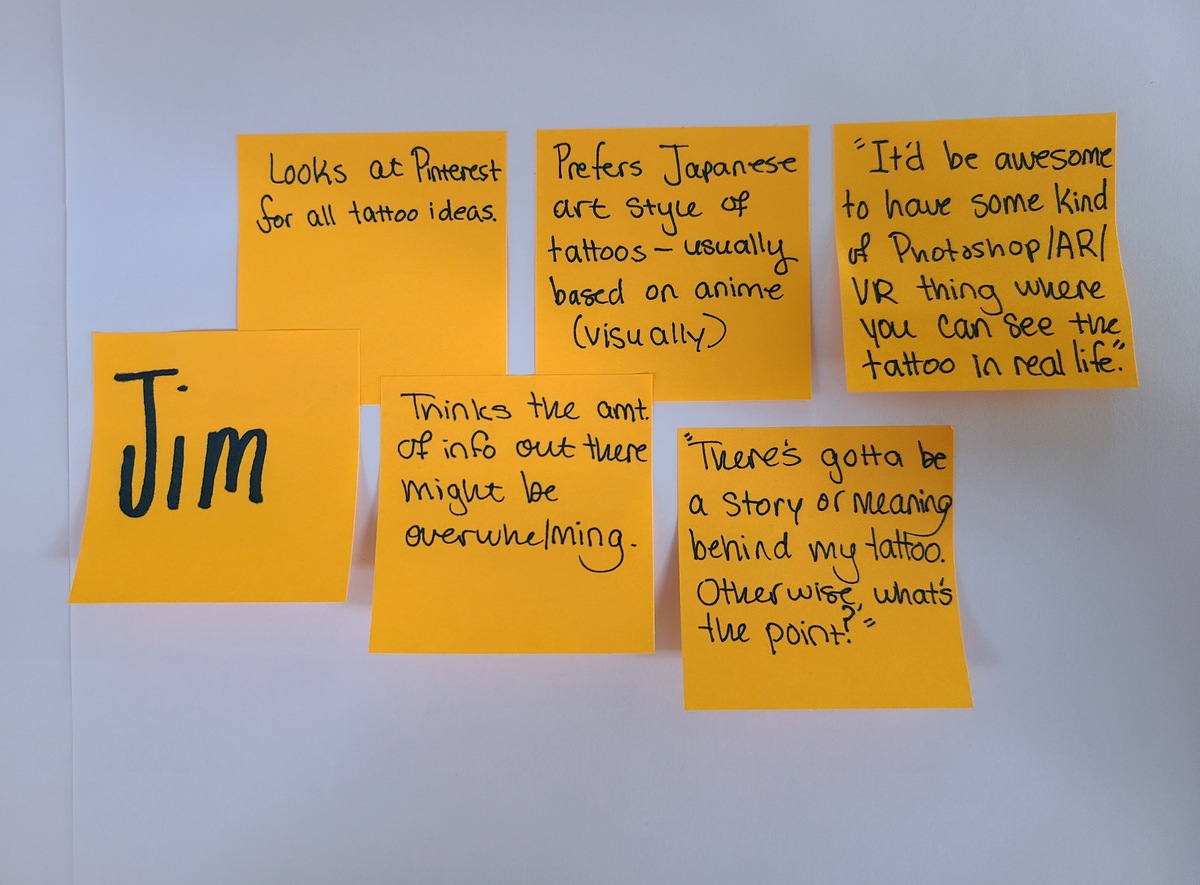 Looks at Pinterest
for all tattoo ideas.
Prefers Japanese
art style of
tattoos – usually
based on anime
(visually)
"It'd be awesome
to have some kind
of Photoshop/AR/
VR thing where
you can see the
tattoo in real life."
Jim
Thinks the amt.
of info out there
might be
overwhelming.
"There's gotta be
a story or meaning
behind my tattoo.
Otherwise, what's
the point?"